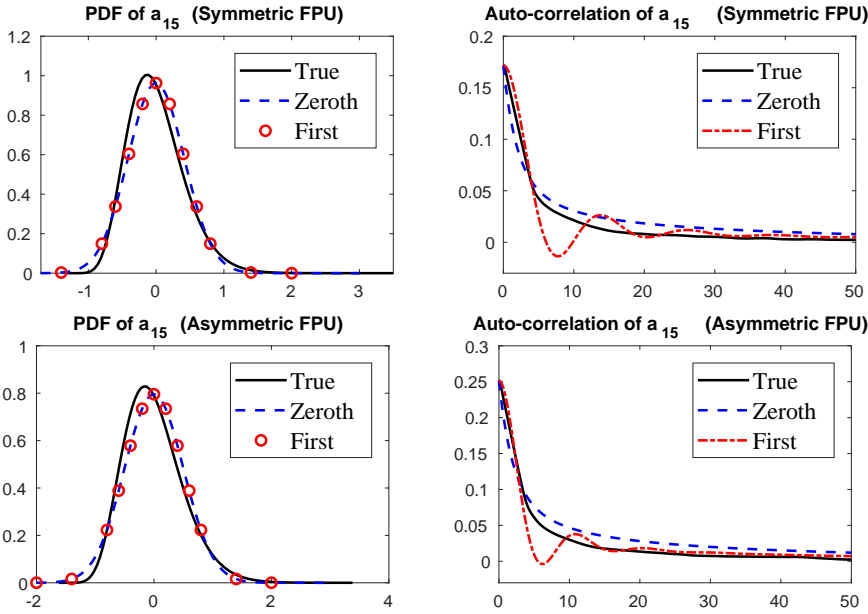 PDF of a15 (Symmetric FPU)
1.2
1
0.8
0.6
0.4
0.2
0
-1
0
1
2
3
True
Zeroth
First
Auto-correlation of a15 (Symmetric FPU)
0.2
0.15
0.1
0.05
0
0
10
20
30
40
50
True
Zeroth
First
PDF of a15 (Asymmetric FPU)
1
0.8
0.6
0.4
0.2
0
-2
0
2
4
True
Zeroth
First
Auto-correlation of a15 (Asymmetric FPU)
0.3
0.25
0.2
0.15
0.1
0.05
0
0
10
20
30
40
50
True
Zeroth
First